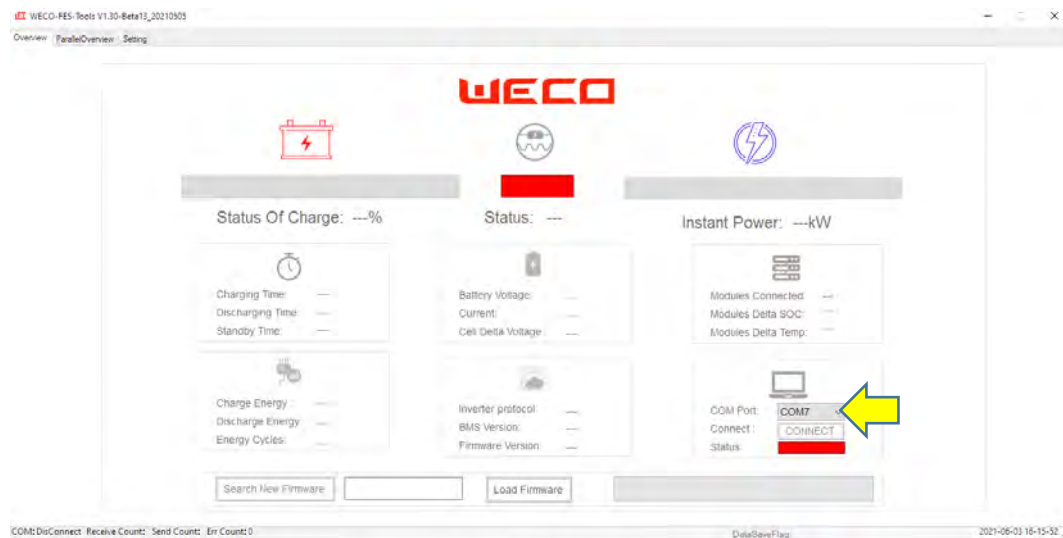 WECO-FES-Tools V1.30-Beta13_20210505
Overview ParallelOverview Setting
WECO
Status Of Charge: ---%
Status: ---
Instant Power: ---kW
Charging Time: ---
Discharging Time: ---
Standby Time: ---
Battery Voltage: ---
Current: ---
Cell Delta Voltage: ---
Modules Connected: ---
Modules Delta SOC: ---
Modules Delta Temp: ---
Charge Energy : ---
Discharge Energy ---
Energy Cycles: ---
Inverter protocol: ---
BMS Version: ---
Firmware Version: ---
COM Port: COM7
Connect : CONNECT
Status:
Search New Firmware Load Firmware
COM:DisConnect Receive Count: Send Count: Err Count:0 DataSaveFlag: 2021-06-03 16-15-52